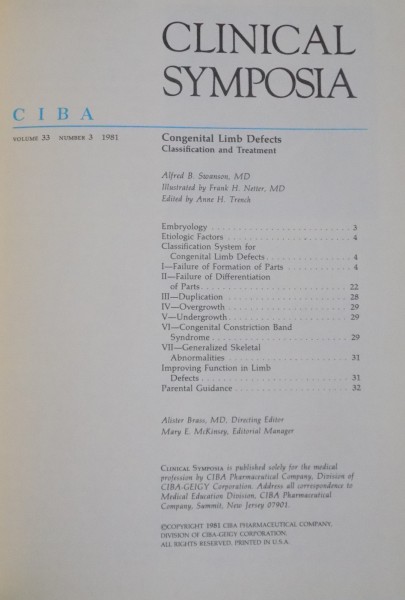 CLINICAL
SYMPOSIA
CIBA
VOLUME 33 NUMBER 3 1981
Congenital Limb Defects
Classification and Treatment
Alfred B. Swanson, MD
Illustrated by Frank H. Netter, MD
Edited by Anne H. Trench
Embryology . . . . . . . . . . . . . . . . . . . . . . . . . . 3
Etiologic Factors . . . . . . . . . . . . . . . . . . . . . . . 4
Classification System for
Congenital Limb Defects . . . . . . . . . . . . . . . . 4
I—Failure of Formation of Parts . . . . . . . . . . . . 4
II—Failure of Differentiation
of Parts . . . . . . . . . . . . . . . . . . . . . . . . . . . 22
III—Duplication . . . . . . . . . . . . . . . . . . . . . . . . 28
IV—Overgrowth . . . . . . . . . . . . . . . . . . . . . . . . 29
V—Undergrowth . . . . . . . . . . . . . . . . . . . . . . . 29
VI—Congenital Constriction Band
Syndrome . . . . . . . . . . . . . . . . . . . . . . . . . . 29
VII—Generalized Skeletal
Abnormalities . . . . . . . . . . . . . . . . . . . . . . . 31
Improving Function in Limb
Defects . . . . . . . . . . . . . . . . . . . . . . . . . . . . 31
Parental Guidance . . . . . . . . . . . . . . . . . . . . . . 32
Alister Brass, MD, Directing Editor
Mary E. McKinsey, Editorial Manager
CLINICAL SYMPOSIA is published solely for the medical
profession by CIBA Pharmaceutical Company, Division of
CIBA-GEIGY Corporation. Address all correspondence to
Medical Education Division, CIBA Pharmaceutical
Company, Summit, New Jersey 07901.
©COPYRIGHT 1981 CIBA PHARMACEUTICAL COMPANY,
DIVISION OF CIBA-GEIGY CORPORATION.
ALL RIGHTS RESERVED. PRINTED IN U.S.A.